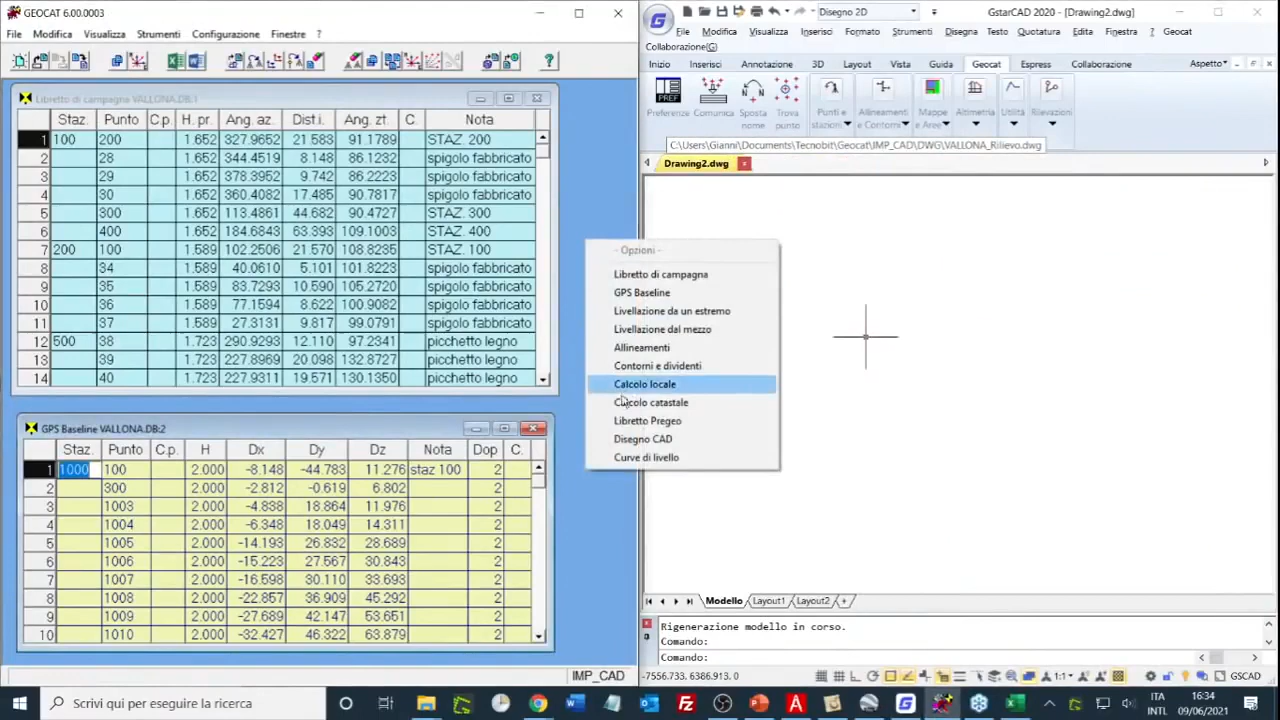 GEOCAT 6.00.0003
File Modifica Visualizza Strumenti Configurazione Finestre ?
Libretto di campagna VALLONA.DB:1
Staz. Punto C.p. H. pr. Ang. az. Dist.i. Ang. zt. C. Nota
1 100 200 1.652 327.9652 21.583 91.1789 STAZ. 200
2 28 1.652 344.4519 8.148 86.1232 spigolo fabbricato
3 29 1.652 378.3952 9.742 86.2223 spigolo fabbricato
4 30 1.652 360.4082 17.485 90.7817 spigolo fabbricato
5 300 1.652 113.4861 44.682 90.4727 STAZ. 300
6 400 1.652 184.6843 63.393 109.1003 STAZ. 400
7 200 100 1.589 102.2506 21.570 108.8235 STAZ. 100
8 34 1.589 40.0610 5.101 101.8223 spigolo fabbricato
9 35 1.589 83.7293 10.590 105.2720 spigolo fabbricato
10 36 1.589 77.1594 8.622 100.9082 spigolo fabbricato
11 37 1.589 27.3131 9.817 99.0791 spigolo fabbricato
12 500 38 1.723 290.9293 12.110 97.2341 picchetto legno
13 39 1.723 227.8969 20.098 132.8727 picchetto legno
14 40 1.723 227.9311 19.571 130.1350 picchetto legno
GPS Baseline VALLONA.DB:2
Staz. Punto C.p. H Dx Dy Dz Nota Dop C.
1 1000 100 2.000 -8.148 -44.783 11.276 staz 100 2
2 300 2.000 -2.812 -0.619 6.802 2
3 1003 2.000 -4.838 18.864 11.976 2
4 1004 2.000 -6.348 18.049 14.311 2
5 1005 2.000 -14.193 26.832 28.689 2
6 1006 2.000 -15.223 27.567 30.843 2
7 1007 2.000 -16.598 30.110 33.693 2
8 1008 2.000 -22.857 36.909 45.292 2
9 1009 2.000 -27.689 42.147 53.651 2
10 1010 2.000 -32.427 46.322 63.879 2
IMP_CAD
- Opzioni -
Libretto di campagna
GPS Baseline
Livellazione da un estremo
Livellazione dal mezzo
Allineamenti
Contorni e dividenti
Calcolo locale
Calcolo catastale
Libretto Pregeo
Disegno CAD
Curve di livello
Disegno 2D
GstarCAD 2020 - [Drawing2.dwg]
File Modifica Visualizza Inserisci Formato Strumenti Disegna Testo Quotatura Edita Finestra ? Geocat
Collaborazione(G)
Inizio Inserisci Annotazione 3D Layout Vista Guida Geocat Espress Collaborazione Aspetto
PREF
Preferenze Comunica Sposta nome Trova punto Punti e stazioni Allineamenti e Contorni Mappe e Aree Altimetria Utilità Rilevazioni
C:\Users\Gianni\Documents\Tecnobit\Geocat\IMP_CAD\DWG\VALLONA_Rilievo.dwg
Drawing2.dwg
Modello Layout1 Layout2 +
Rigenerazione modello in corso.
Comando:
Comando:
-7556.733, 6386.913, 0
1:1
GSCAD
Scrivi qui per eseguire la ricerca
ITA
INTL
16:34
09/06/2021